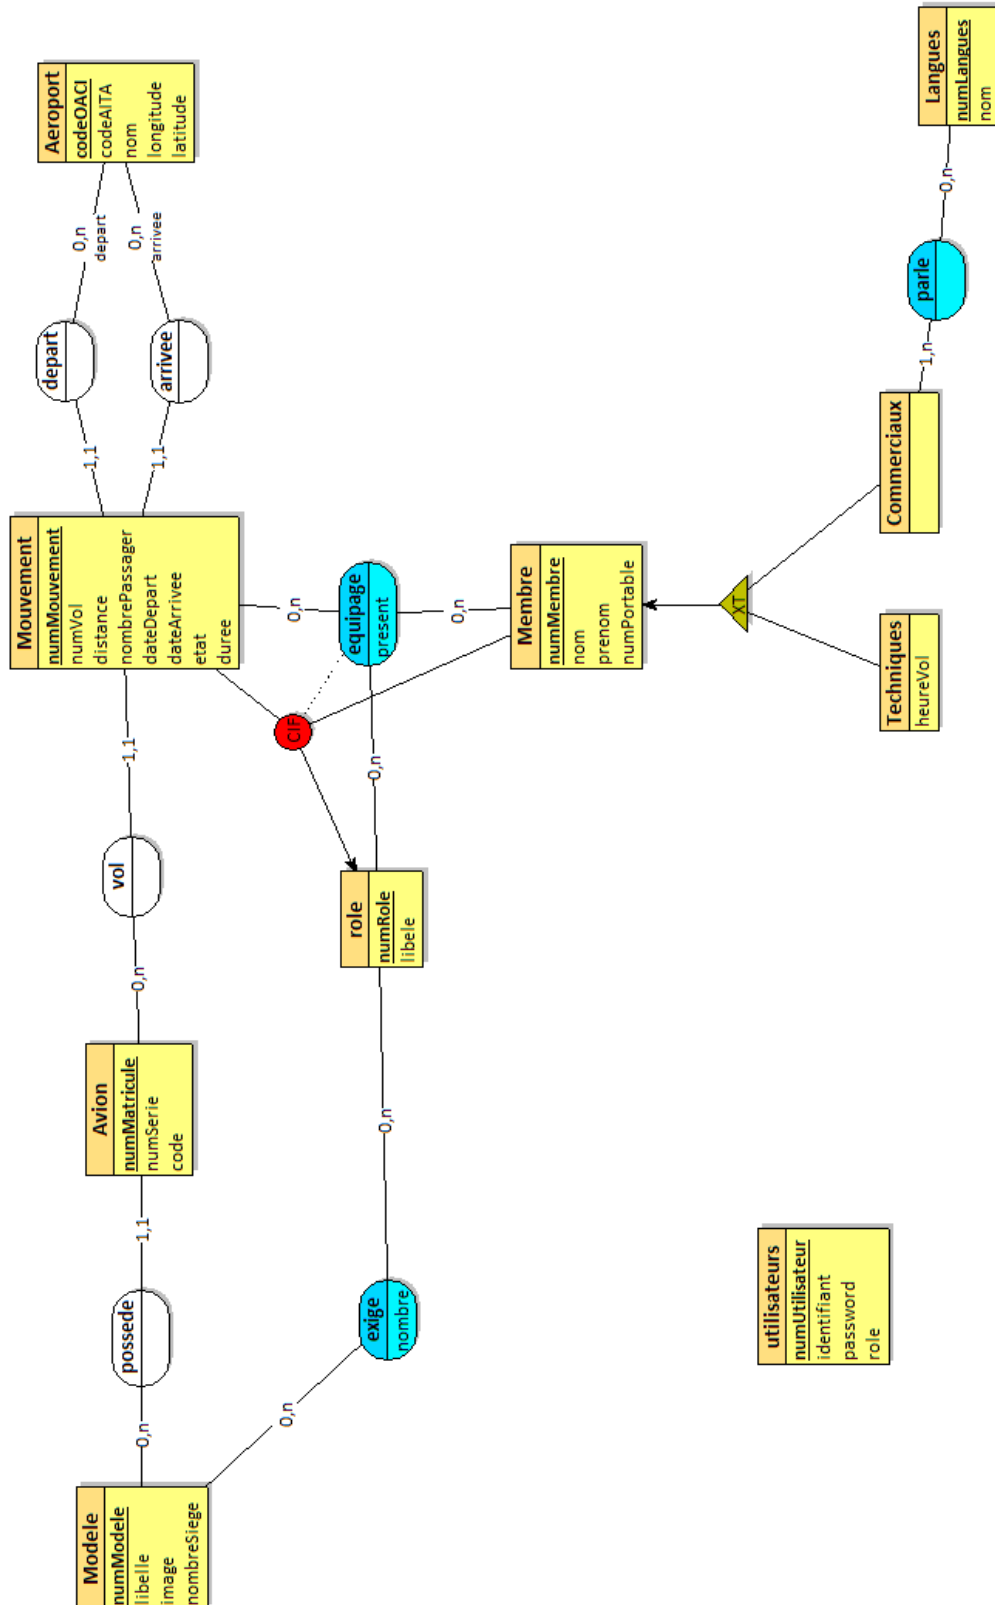 Modele
numModele
libelle
image
nombreSiege
0,n
possede
1,1
Avion
numMatricule
numSerie
code
0,n
vol
1,1
Mouvement
numMouvement
numVol
distance
nombrePassager
dateDepart
dateArrivee
etat
duree
1,1
depart
0,n
depart
1,1
arrivee
0,n
arrivee
Aeroport
codeOACI
codeAITA
nom
longitude
latitude
0,n
exige
nombre
0,n
role
numRole
libele
0,n
CIF
equipage
present
0,n
0,n
Membre
numMembre
nom
prenom
numPortable
XT
Techniques
heureVol
Commerciaux
1,n
parle
0,n
Langues
numLangues
nom
utilisateurs
numUtilisateur
identifiant
password
role